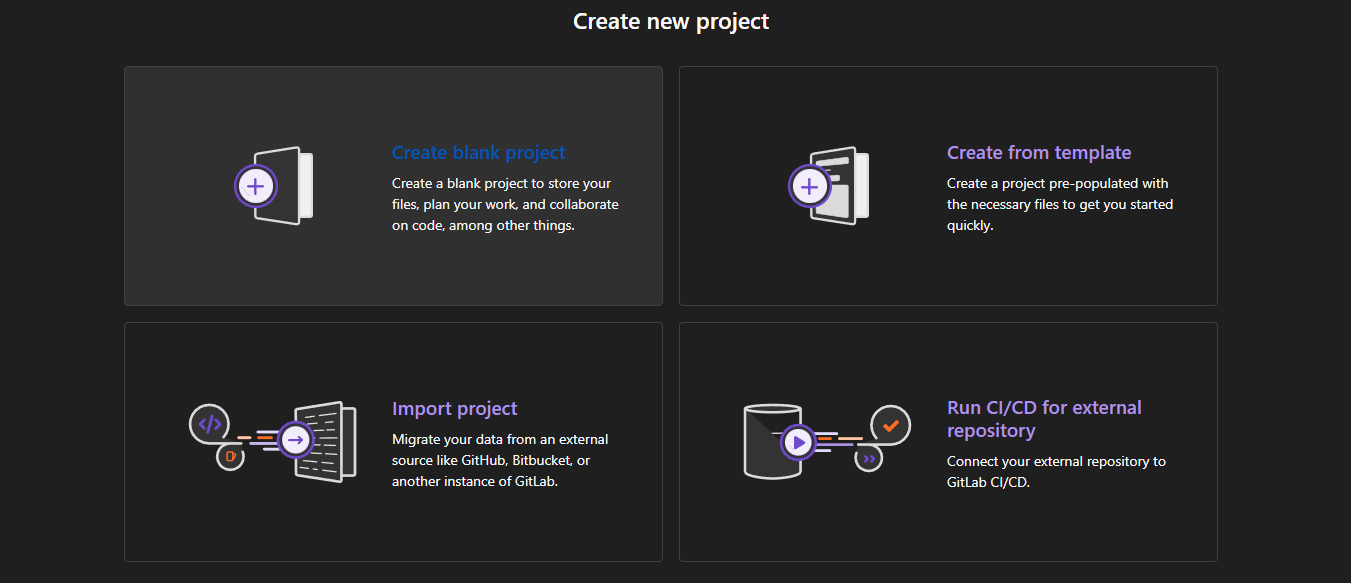 Create new project
Create blank project
Create a blank project to store your
files, plan your work, and collaborate
on code, among other things.
Create from template
Create a project pre-populated with
the necessary files to get you started
quickly.
Import project
Migrate your data from an external
source like GitHub, Bitbucket, or
another instance of GitLab.
Run CI/CD for external
repository
Connect your external repository to
GitLab CI/CD.